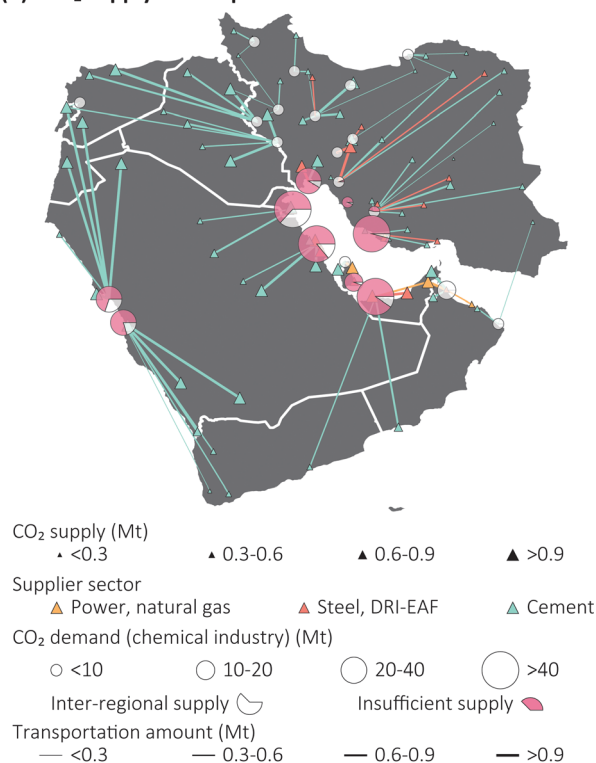 CO₂ supply (Mt)
<0.3 0.3-0.6 0.6-0.9 >0.9
Supplier sector
Power, natural gas Steel, DRI-EAF Cement
CO₂ demand (chemical industry) (Mt)
<10 10-20 20-40 >40
Inter-regional supply Insufficient supply
Transportation amount (Mt)
<0.3 0.3-0.6 0.6-0.9 >0.9